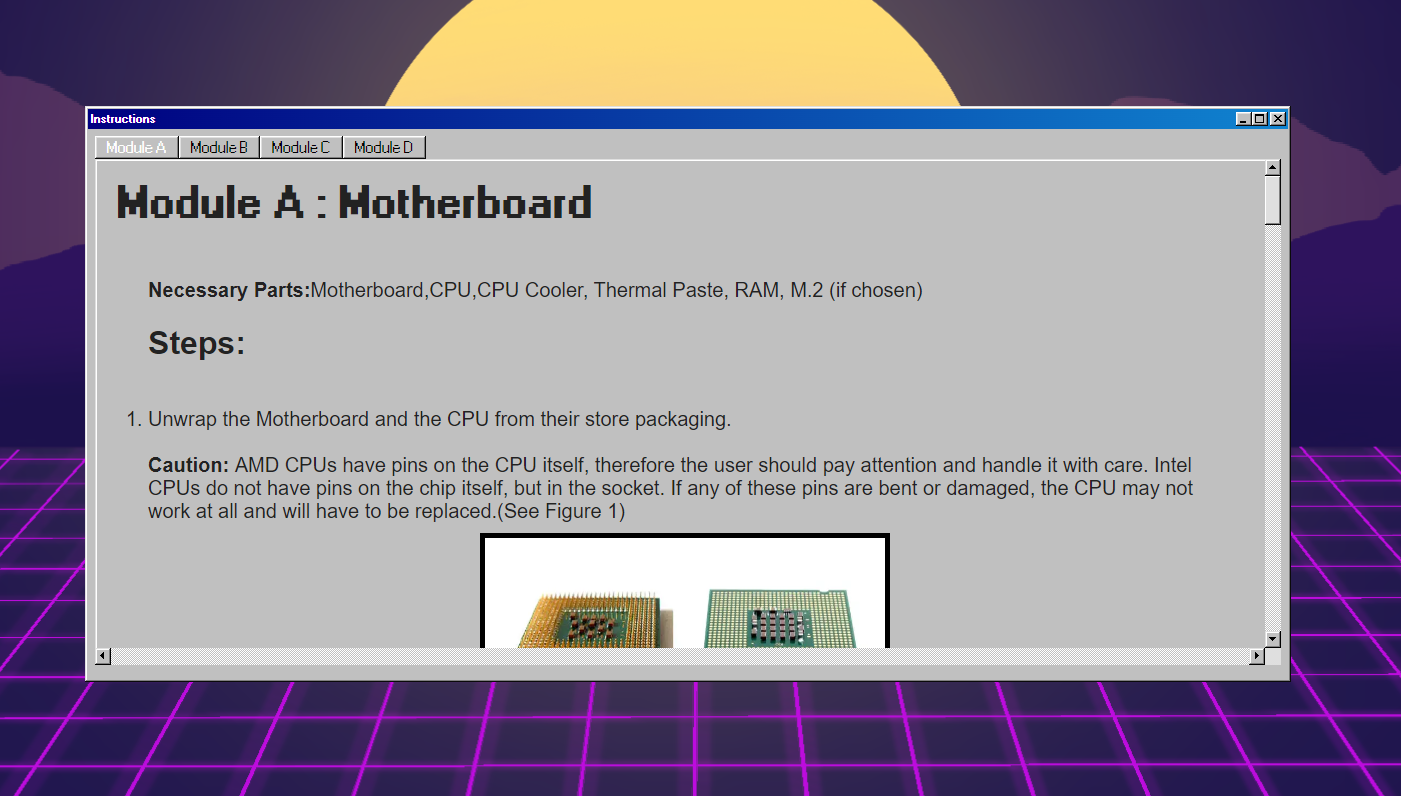 Instructions
Module A Module B Module C Module D
Module A : Motherboard
Necessary Parts:Motherboard,CPU,CPU Cooler, Thermal Paste, RAM, M.2 (if chosen)
Steps:
1. Unwrap the Motherboard and the CPU from their store packaging.
Caution: AMD CPUs have pins on the CPU itself, therefore the user should pay attention and handle it with care. Intel
CPUs do not have pins on the chip itself, but in the socket. If any of these pins are bent or damaged, the CPU may not
work at all and will have to be replaced.(See Figure 1)